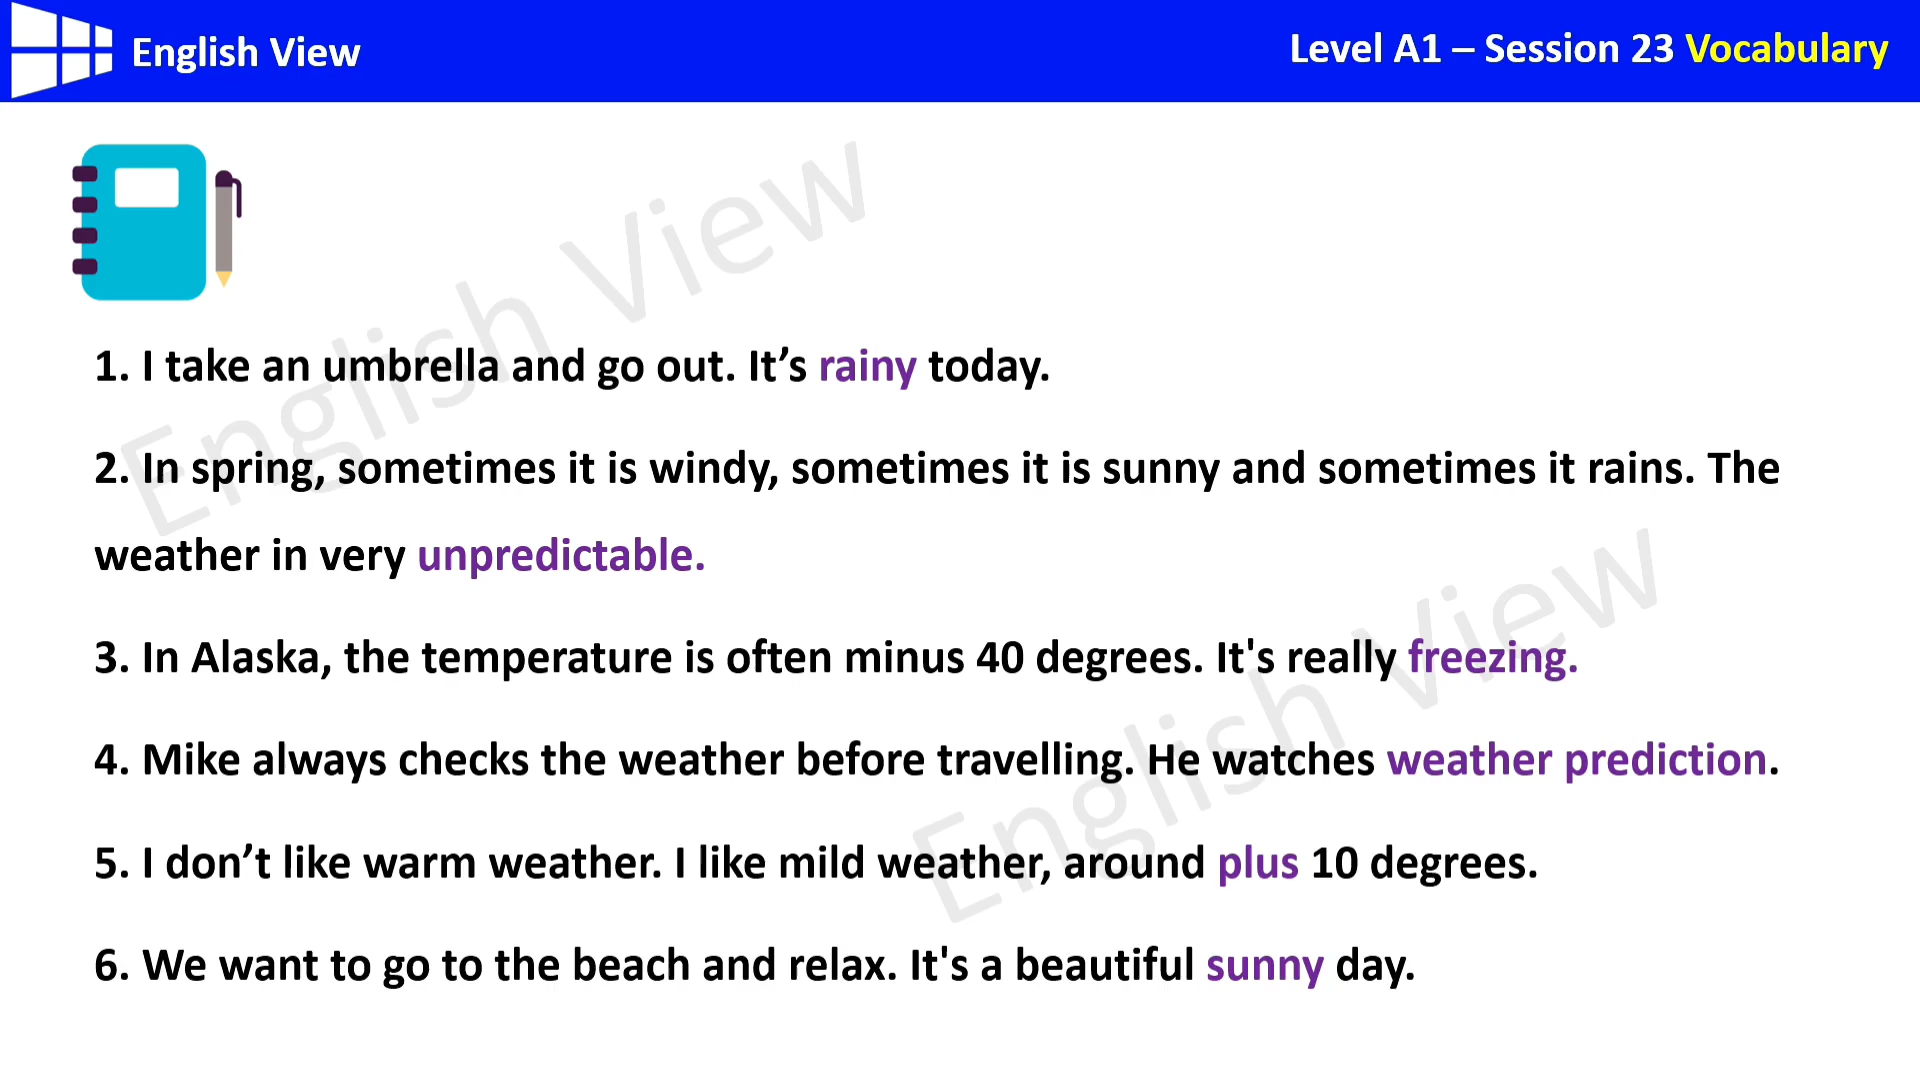 English View
Level A1 – Session 23 Vocabulary
English View
1. I take an umbrella and go out. It’s rainy today.
2. In spring, sometimes it is windy, sometimes it is sunny and sometimes it rains. The
weather in very unpredictable.
3. In Alaska, the temperature is often minus 40 degrees. It's really freezing.
4. Mike always checks the weather before travelling. He watches weather prediction.
5. I don’t like warm weather. I like mild weather, around plus 10 degrees.
6. We want to go to the beach and relax. It's a beautiful sunny day.
English View